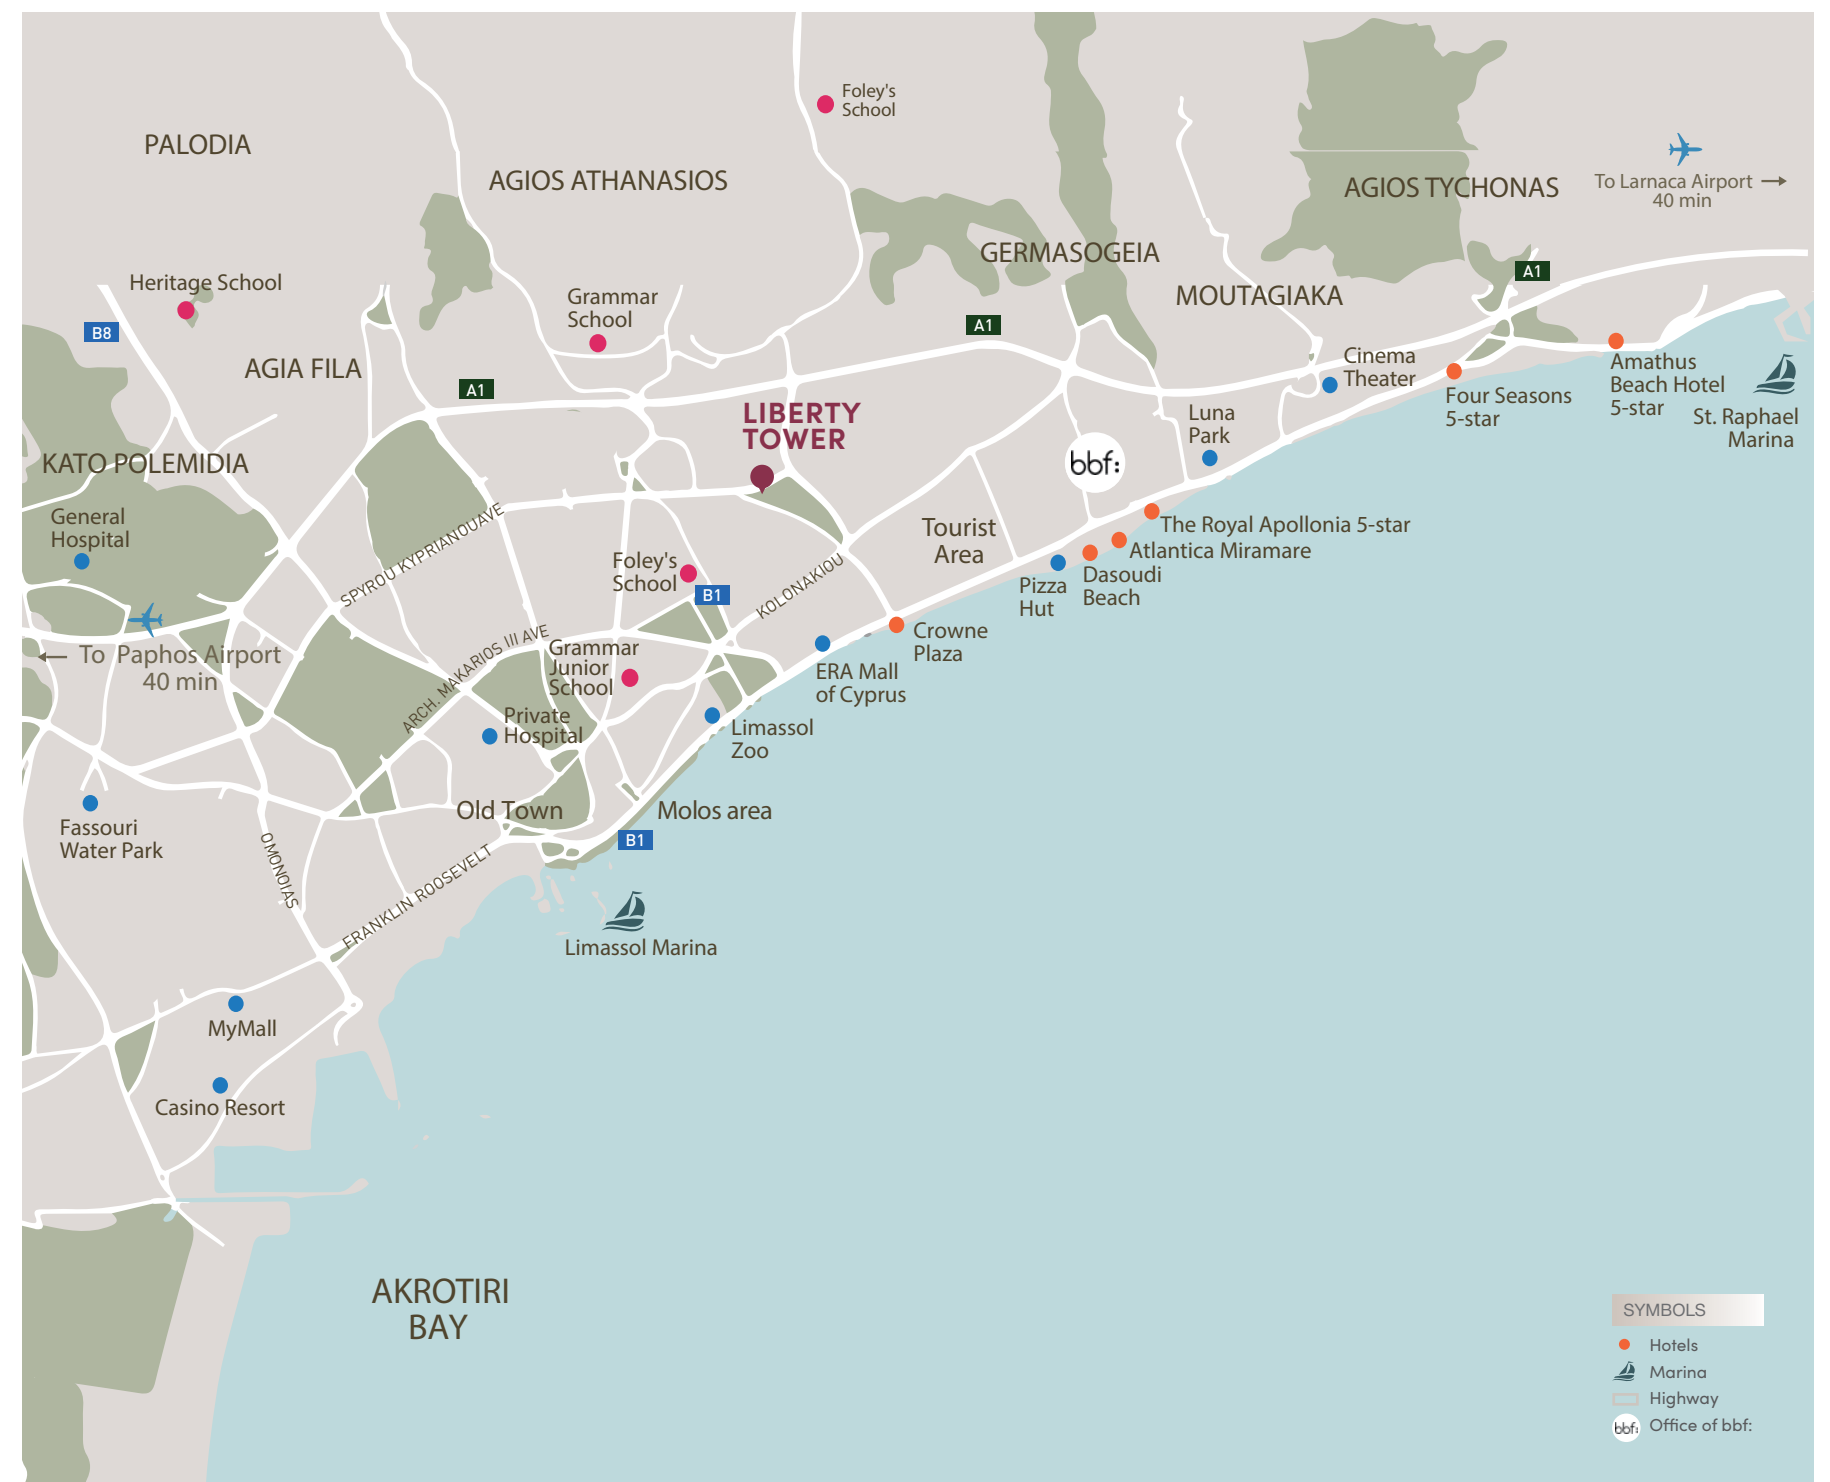 Foley's
School
PALODIA
AGIOS ATHANASIOS
AGIOS TYCHONAS
To Larnaca Airport
40 min
GERMASOGEIA
A1
Heritage School
MOUTAGIAKA
Grammar
School
B8
A1
AGIA FILA
A1
Cinema
Theater
Amathus
Beach Hotel
5-star
Four Seasons
5-star
St. Raphael
Marina
LIBERTY
TOWER
Luna
Park
bbf:
KATO POLEMIDIA
General
Hospital
SPYROU KYPRIANOUAVE
Tourist
Area
The Royal Apollonia 5-star
Atlantica Miramare
Foley's
School
B1
KOLONAKIOU
Pizza
Hut
Dasoudi
Beach
To Paphos Airport
40 min
ARCH. MAKARIOS III AVE
Grammar
Junior
School
Crowne
Plaza
ERA Mall
of Cyprus
Private
Hospital
Limassol
Zoo
Old Town
Molos area
Fassouri
Water Park
B1
OMONOIAS
FRANKLIN ROOSEVELT
Limassol Marina
MyMall
Casino Resort
AKROTIRI
BAY
SYMBOLS
Hotels
Marina
Highway
bbf: Office of bbf: